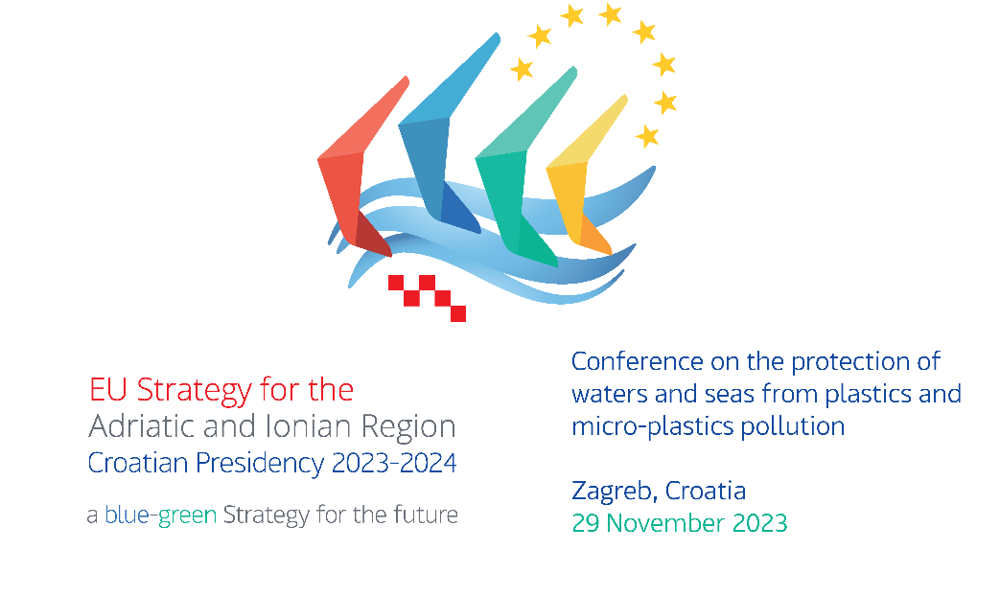 EU Strategy for the
Adriatic and Ionian Region
Croatian Presidency 2023-2024
a blue-green Strategy for the future
Conference on the protection of
waters and seas from plastics and
micro-plastics pollution
Zagreb, Croatia
29 November 2023